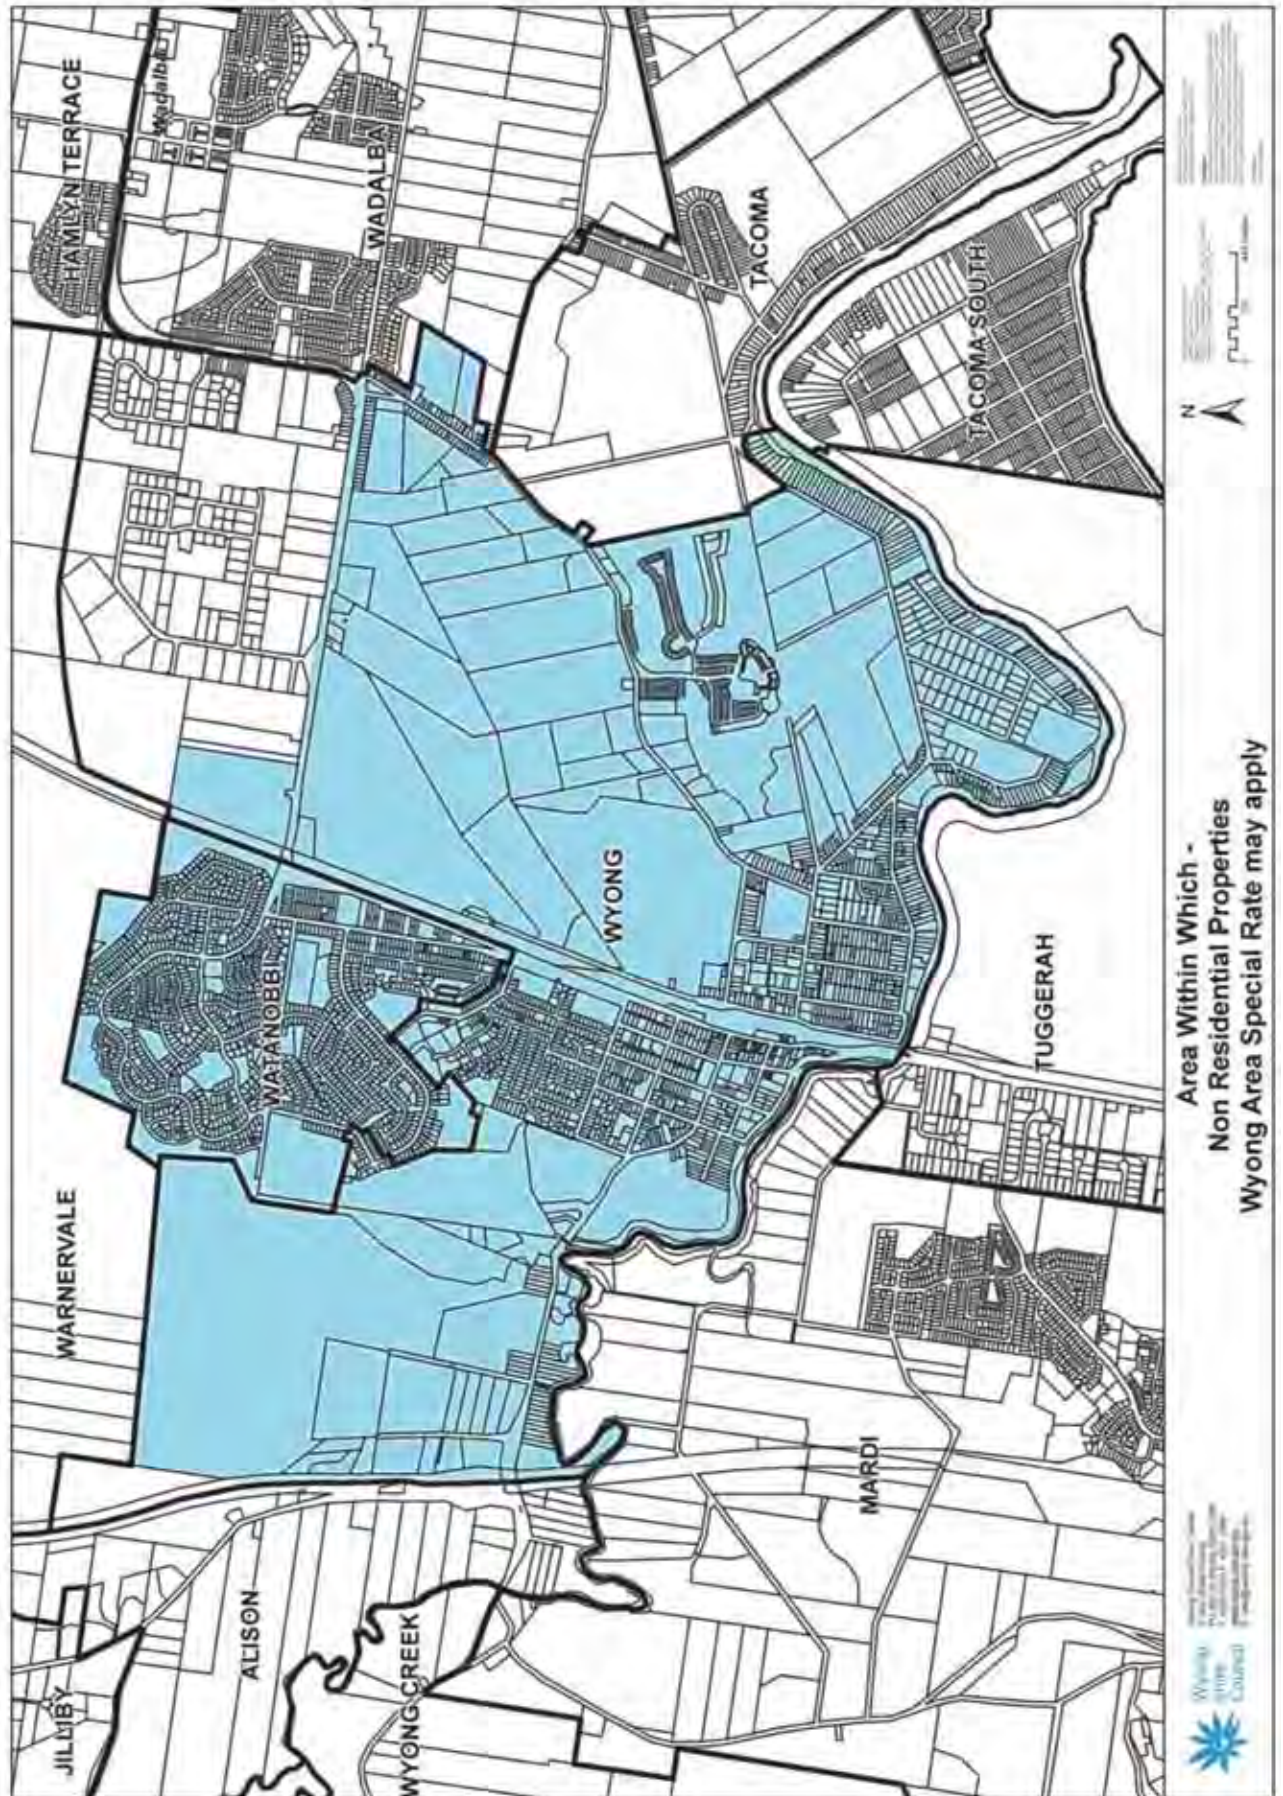 JILLIBY
ALISON
WYONG CREEK
WARNERVALE
WATANOBBI
WYONG
HAMLYN TERRACE
Wadalba
WADALBA
TACOMA
TACOMA SOUTH
TUGGERAH
MARDI
Wyong
Shire
Council
Area Within Which -
Non Residential Properties
Wyong Area Special Rate may apply
N